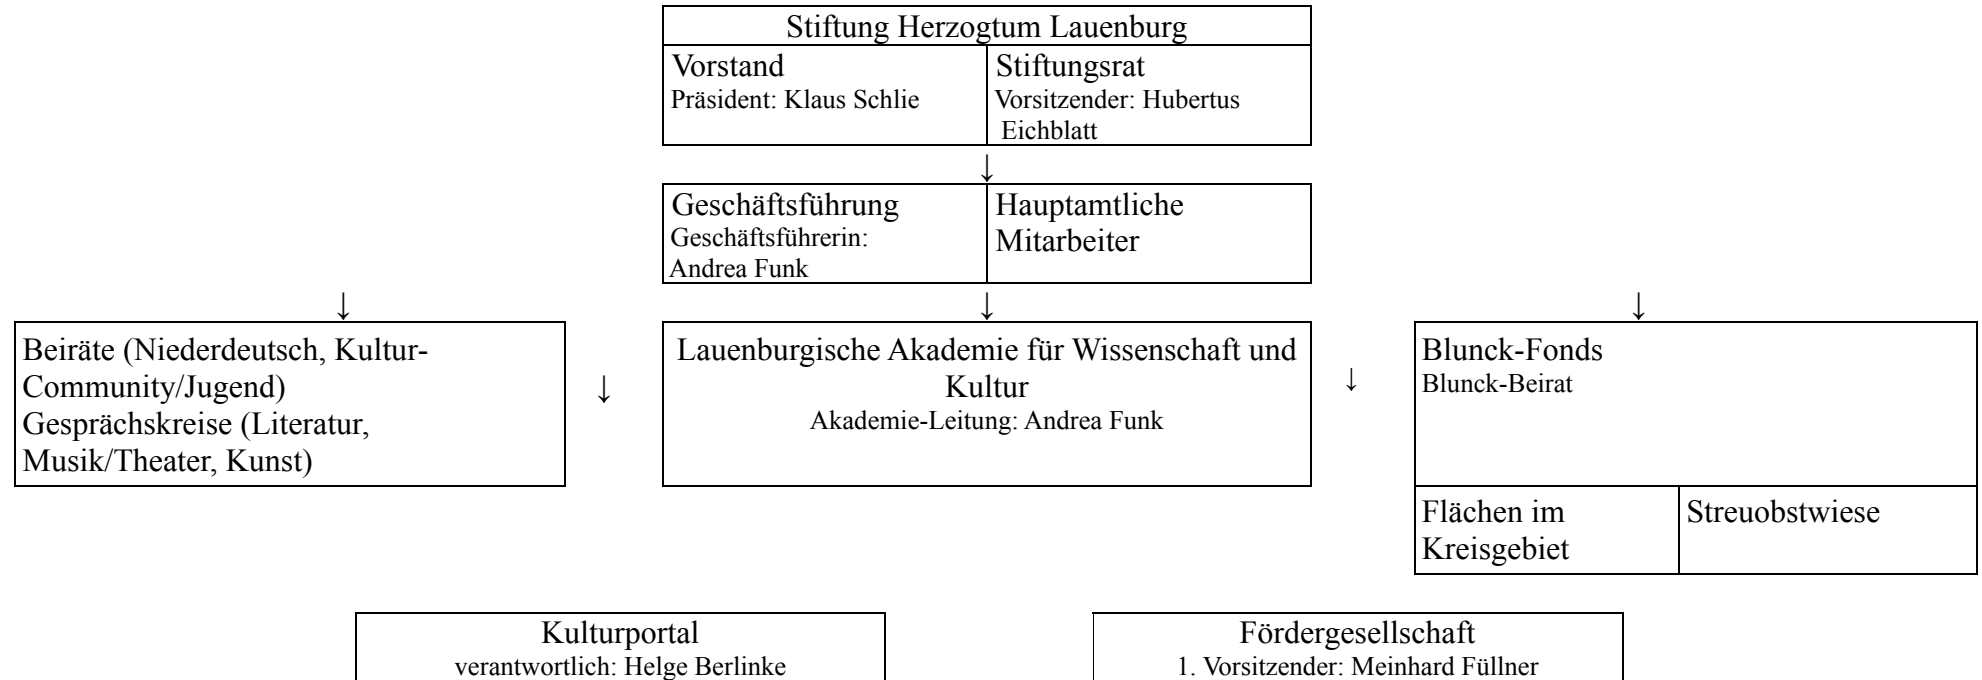 Stiftung Herzogtum Lauenburg
Vorstand
Präsident: Klaus Schlie
Stiftungsrat
Vorsitzender: Hubertus
Eichblatt
↓
Geschäftsführung
Geschäftsführerin:
Andrea Funk
Hauptamtliche
Mitarbeiter
↓
↓
↓
Beiräte (Niederdeutsch, Kultur-
Community/Jugend)
Gesprächskreise (Literatur,
Musik/Theater, Kunst)
↓
Lauenburgische Akademie für Wissenschaft und
Kultur
Akademie-Leitung: Andrea Funk
↓
Blunck-Fonds
Blunck-Beirat
Flächen im
Kreisgebiet
Streuobstwiese
Kulturportal
verantwortlich: Helge Berlinke
Fördergesellschaft
1. Vorsitzender: Meinhard Füllner